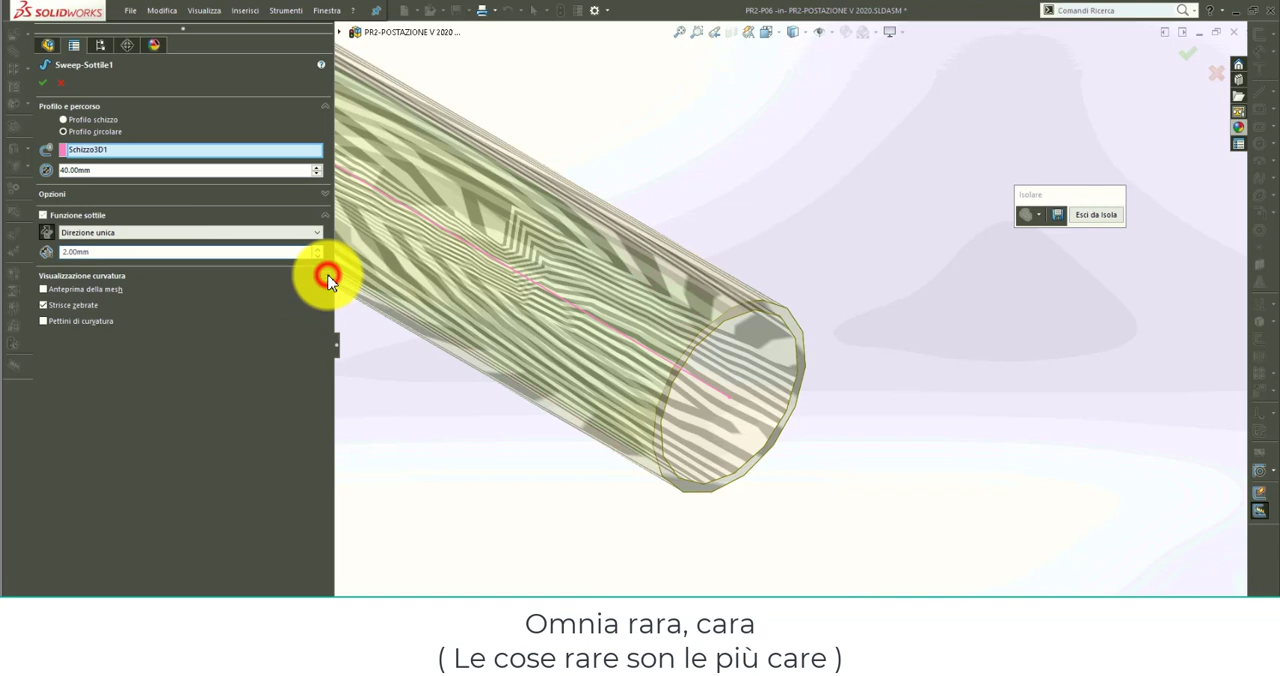 SOLIDWORKS File Modifica Visualizza Inserisci Strumenti Finestra ? PR2-P06 -in- PR2-POSTAZIONE V 2020.SLDASM * Comandi Ricerca ?
PR2-POSTAZIONE V 2020 ...
Sweep-Sottile1
Profilo e percorso
Profilo schizzo
Profilo circolare
Schizzo3D1
40.00mm
Opzioni
Funzione sottile
Direzione unica
2.00mm
Visualizzazione curvatura
Anteprima della mesh
Strisce zebrate
Pettini di curvatura
Isolare
Esci da Isola
Omnia rara, cara
( Le cose rare son le più care )